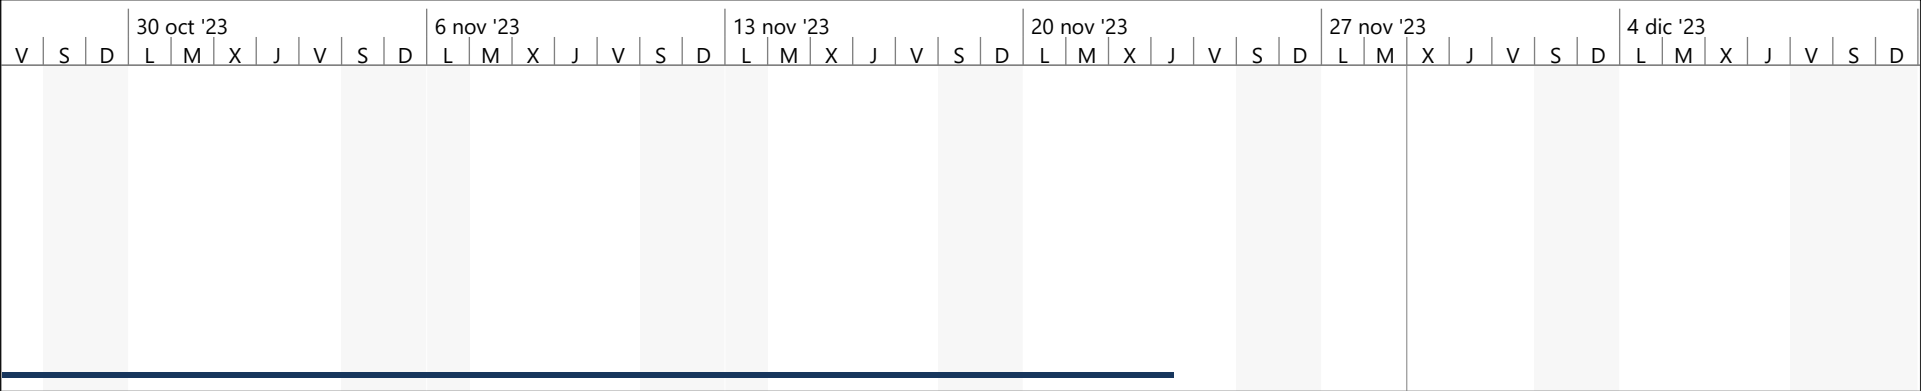 30 oct '23 6 nov '23 13 nov '23 20 nov '23 27 nov '23 4 dic '23
V S D L M X J V S D L M X J V S D L M X J V S D L M X J V S D L M X J V S D L M X J V S D